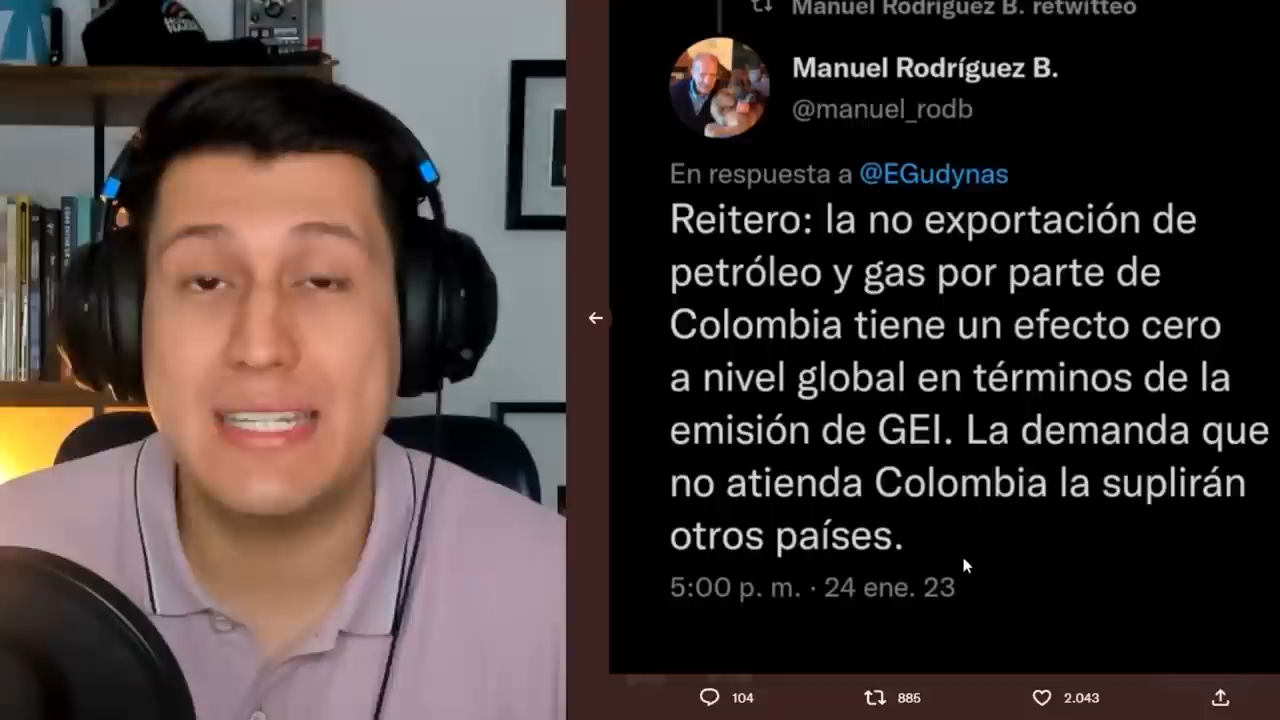 Manuel Rodríguez B. retwitteó
Manuel Rodríguez B.
@manuel_rodb
En respuesta a @EGudynas
Reitero: la no exportación de
petróleo y gas por parte de
Colombia tiene un efecto cero
a nivel global en términos de la
emisión de GEI. La demanda que
no atienda Colombia la suplirán
otros países.
5:00 p. m. · 24 ene. 23
104
885
2.043